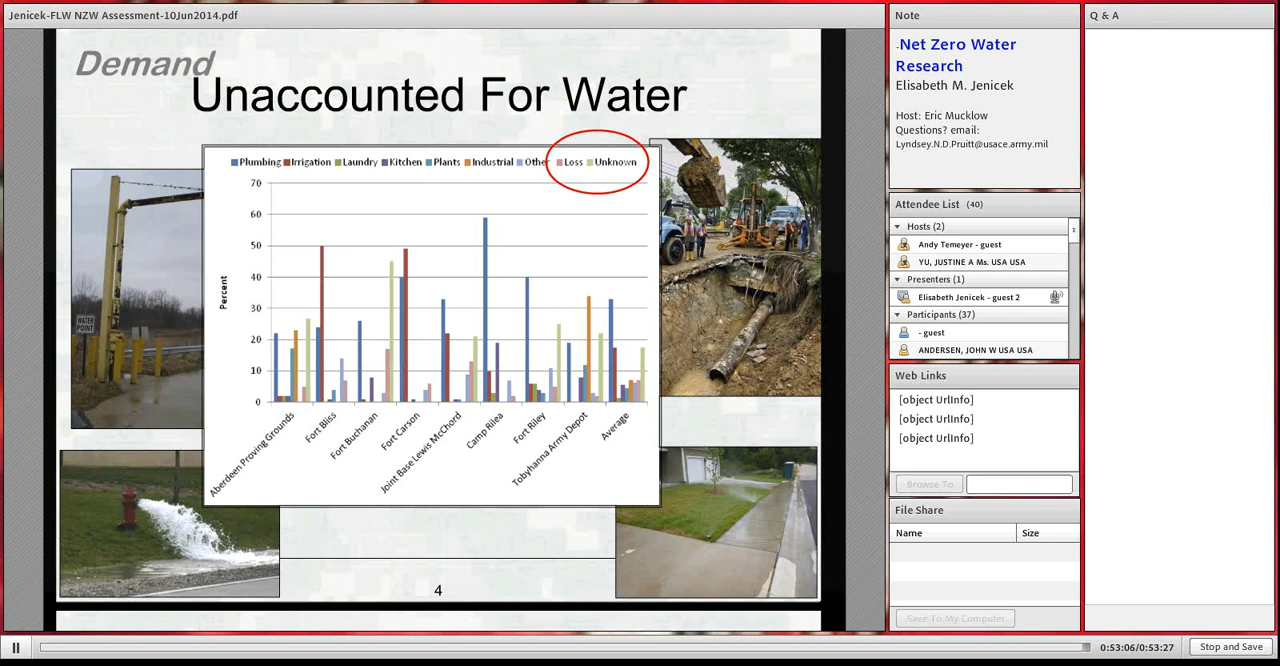 Jenicek-FLW NZW Assessment-10Jun2014.pdf
Demand
Unaccounted For Water
Plumbing Irrigation Laundry Kitchen Plants Industrial Other Loss Unknown
70
60
50
40
30
20
10
0
Percent
Aberdeen Proving Grounds
Fort Bliss
Fort Buchanan
Fort Carson
Joint Base Lewis McChord
Camp Rilea
Fort Riley
Tobyhanna Army Depot
Average
WATER
POINT
4
Note
-Net Zero Water
Research
Elisabeth M. Jenicek
Host: Eric Mucklow
Questions? email:
Lyndsey.N.D.Pruitt@usace.army.mil
Attendee List (40)
Hosts (2)
Andy Temeyer - guest
YU, JUSTINE A Ms. USA USA
Presenters (1)
Elisabeth Jenicek - guest 2
Participants (37)
- guest
ANDERSEN, JOHN W USA USA
Web Links
[object UrlInfo]
[object UrlInfo]
[object UrlInfo]
Browse To
File Share
Name Size
Save To My Computer
Q & A
0:53:06/0:53:27
Stop and Save